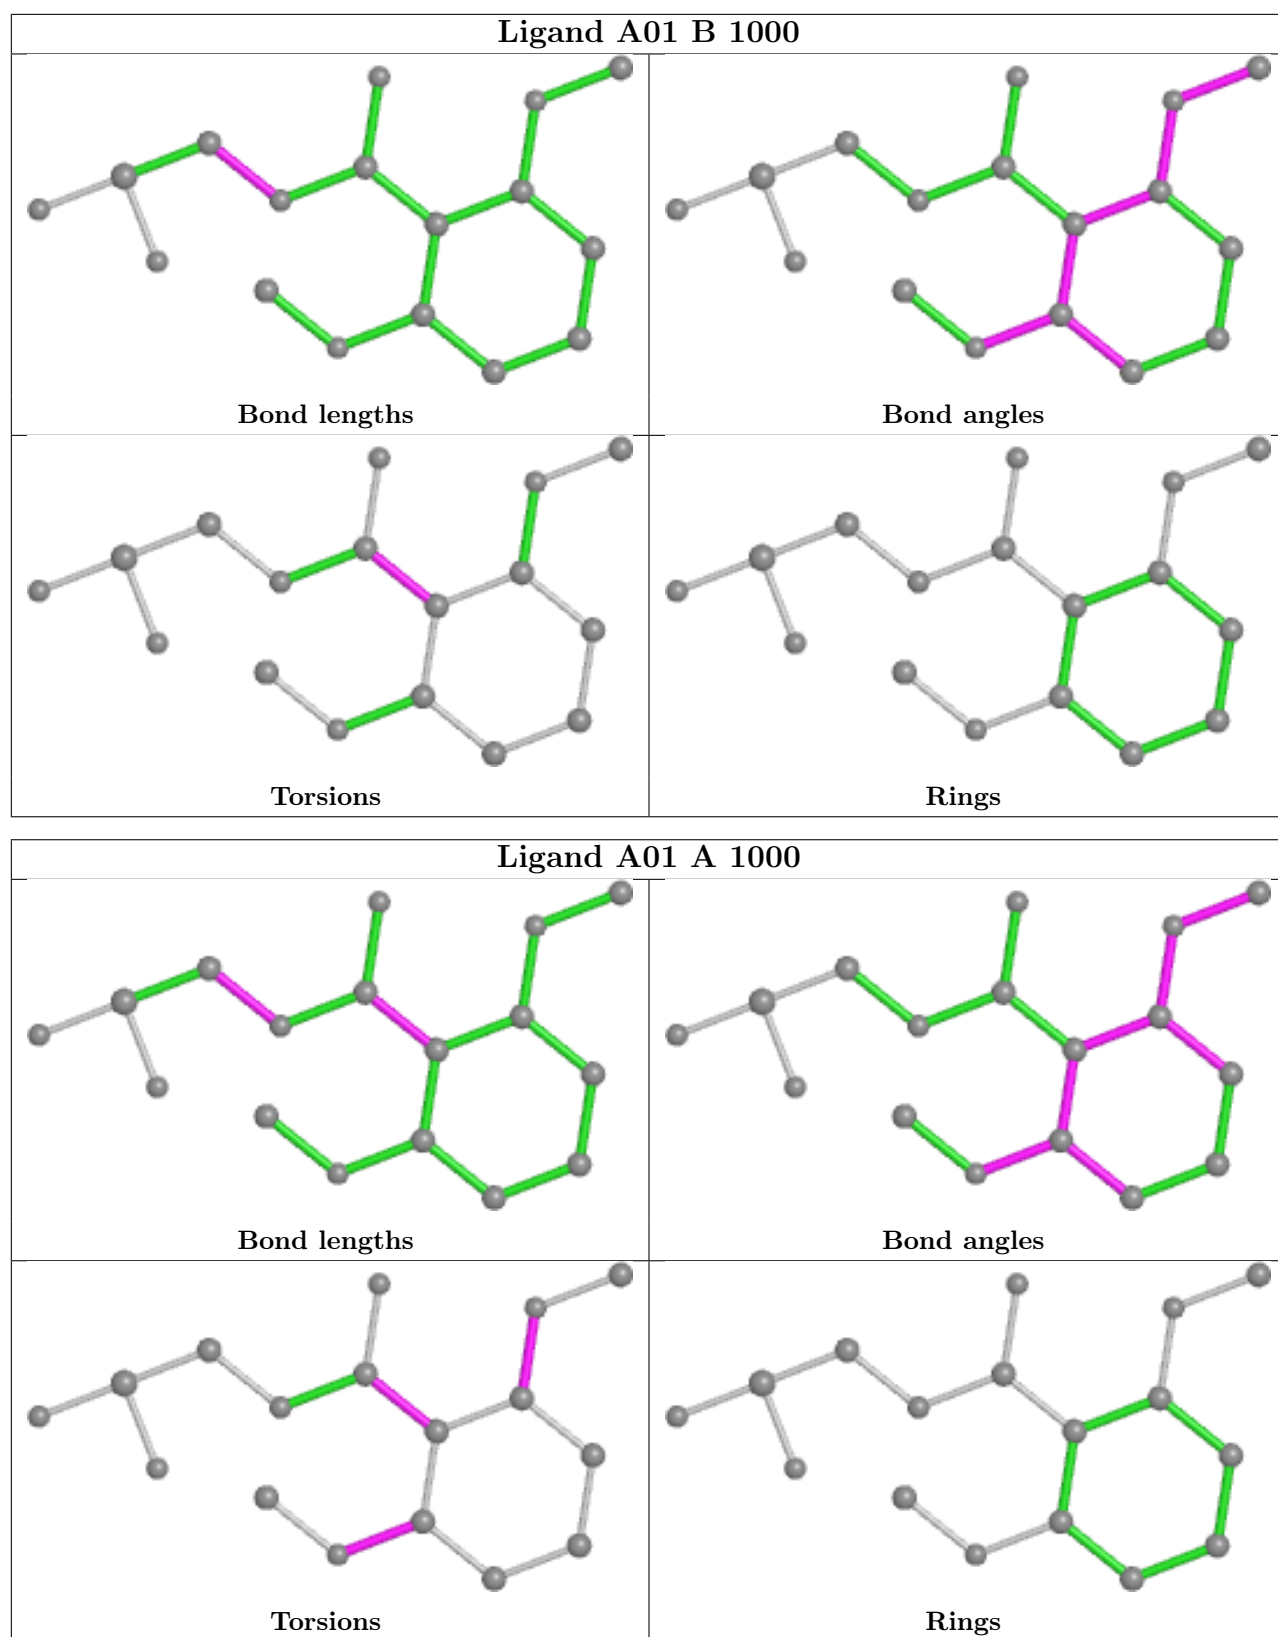 Ligand A01 B 1000
Bond lengths
Bond angles
Torsions
Rings
Ligand A01 A 1000
Bond lengths
Bond angles
Torsions
Rings